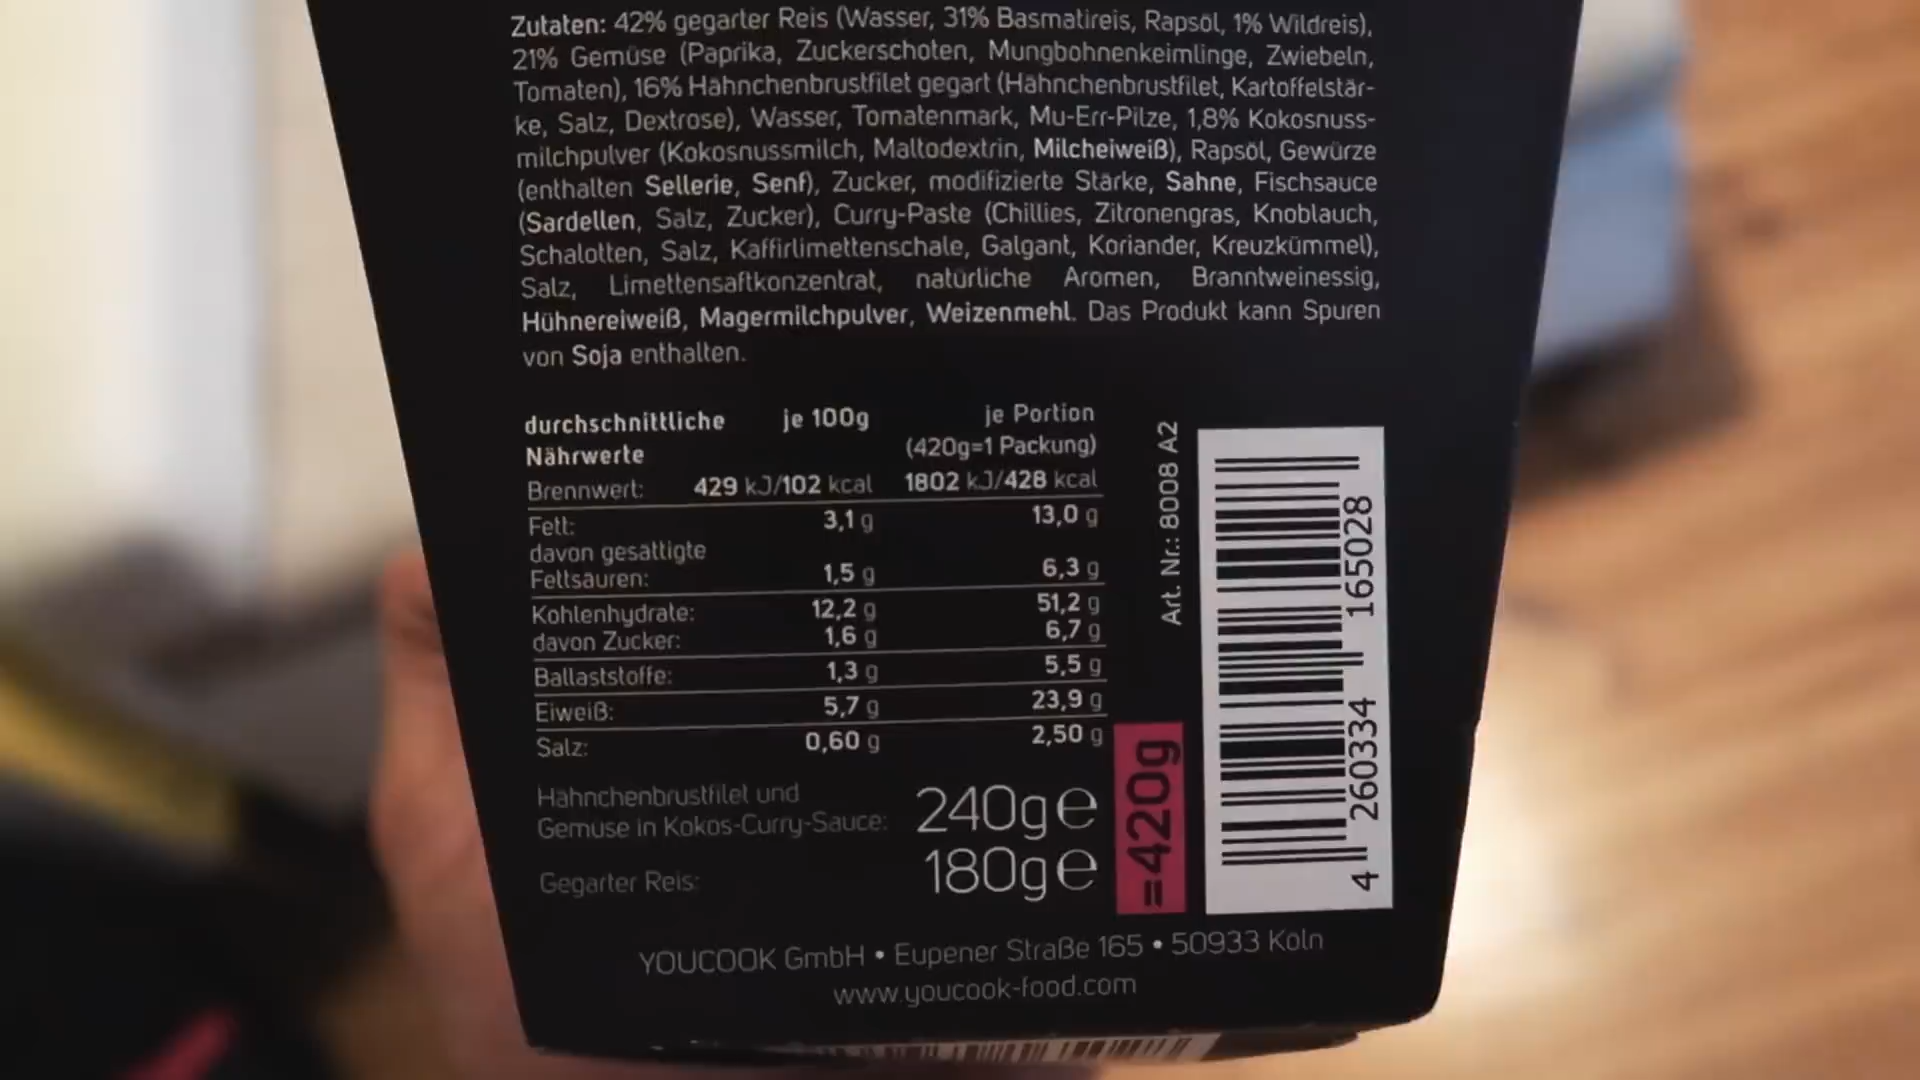 Zutaten: 42% gegarter Reis (Wasser, 31% Basmatireis, Rapsöl, 1% Wildreis),
21% Gemüse (Paprika, Zuckerschoten, Mungbohnenkeimlinge, Zwiebeln,
Tomaten), 16% Hähnchenbrustfilet gegart (Hähnchenbrustfilet, Kartoffelstär-
ke, Salz, Dextrose), Wasser, Tomatenmark, Mu-Err-Pilze, 1,8% Kokosnuss-
milchpulver (Kokosnussmilch, Maltodextrin, Milcheiweiß), Rapsöl, Gewürze
(enthalten Sellerie, Senf), Zucker, modifizierte Stärke, Sahne, Fischsauce
(Sardellen, Salz, Zucker), Curry-Paste (Chillies, Zitronengras, Knoblauch,
Schalotten, Salz, Kaffirlimettenschale, Galgant, Koriander, Kreuzkümmel),
Salz, Limettensaftkonzentrat, natürliche Aromen, Branntweinessig,
Hühnereiweiß, Magermilchpulver, Weizenmehl. Das Produkt kann Spuren
von Soja enthalten.
durchschnittliche je 100g je Portion
Nährwerte (420g=1 Packung)
Brennwert: 429 kJ/102 kcal 1802 kJ/428 kcal
Fett: 3,1 g 13,0 g
davon gesättigte
Fettsäuren: 1,5 g 6,3 g
Kohlenhydrate: 12,2 g 51,2 g
davon Zucker: 1,6 g 6,7 g
Ballaststoffe: 1,3 g 5,5 g
Eiweiß: 5,7 g 23,9 g
Salz: 0,60 g 2,50 g
Hähnchenbrustfilet und
Gemüse in Kokos-Curry-Sauce: 240g e
Gegarter Reis: 180g e
=420g
Art. Nr.: 8008 A2
4 260334 165028
YOUCOOK GmbH • Eupener Straße 165 • 50933 Köln
www.youcook-food.com